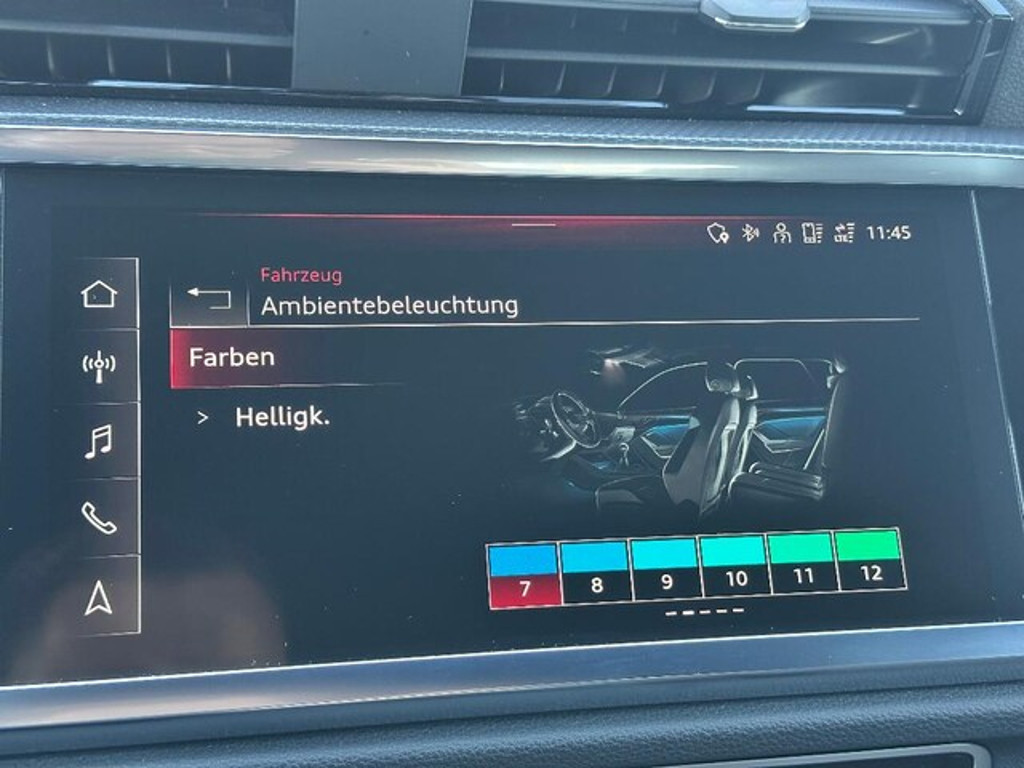 11:45
Fahrzeug
Ambientebeleuchtung
Farben
> Helligk.
7 8 9 10 11 12